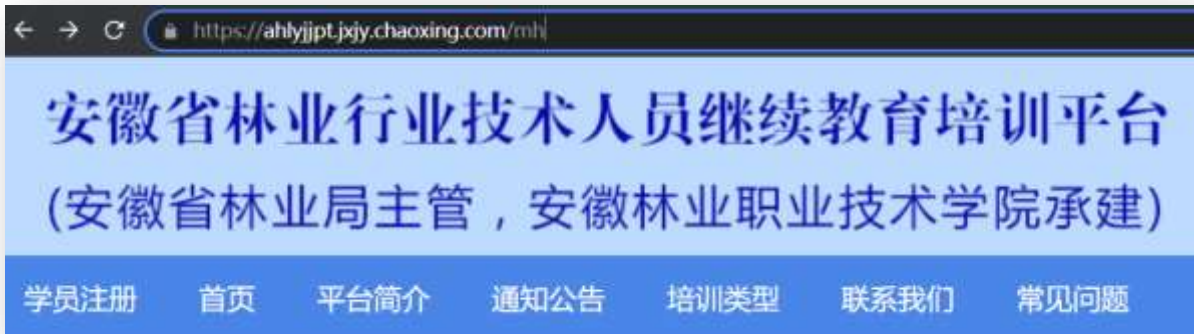 https://ahlyjjpt.jxjy.chaoxing.com/mh
安徽省林业行业技术人员继续教育培训平台
(安徽省林业局主管，安徽林业职业技术学院承建)
学员注册 首页 平台简介 通知公告 培训类型 联系我们 常见问题